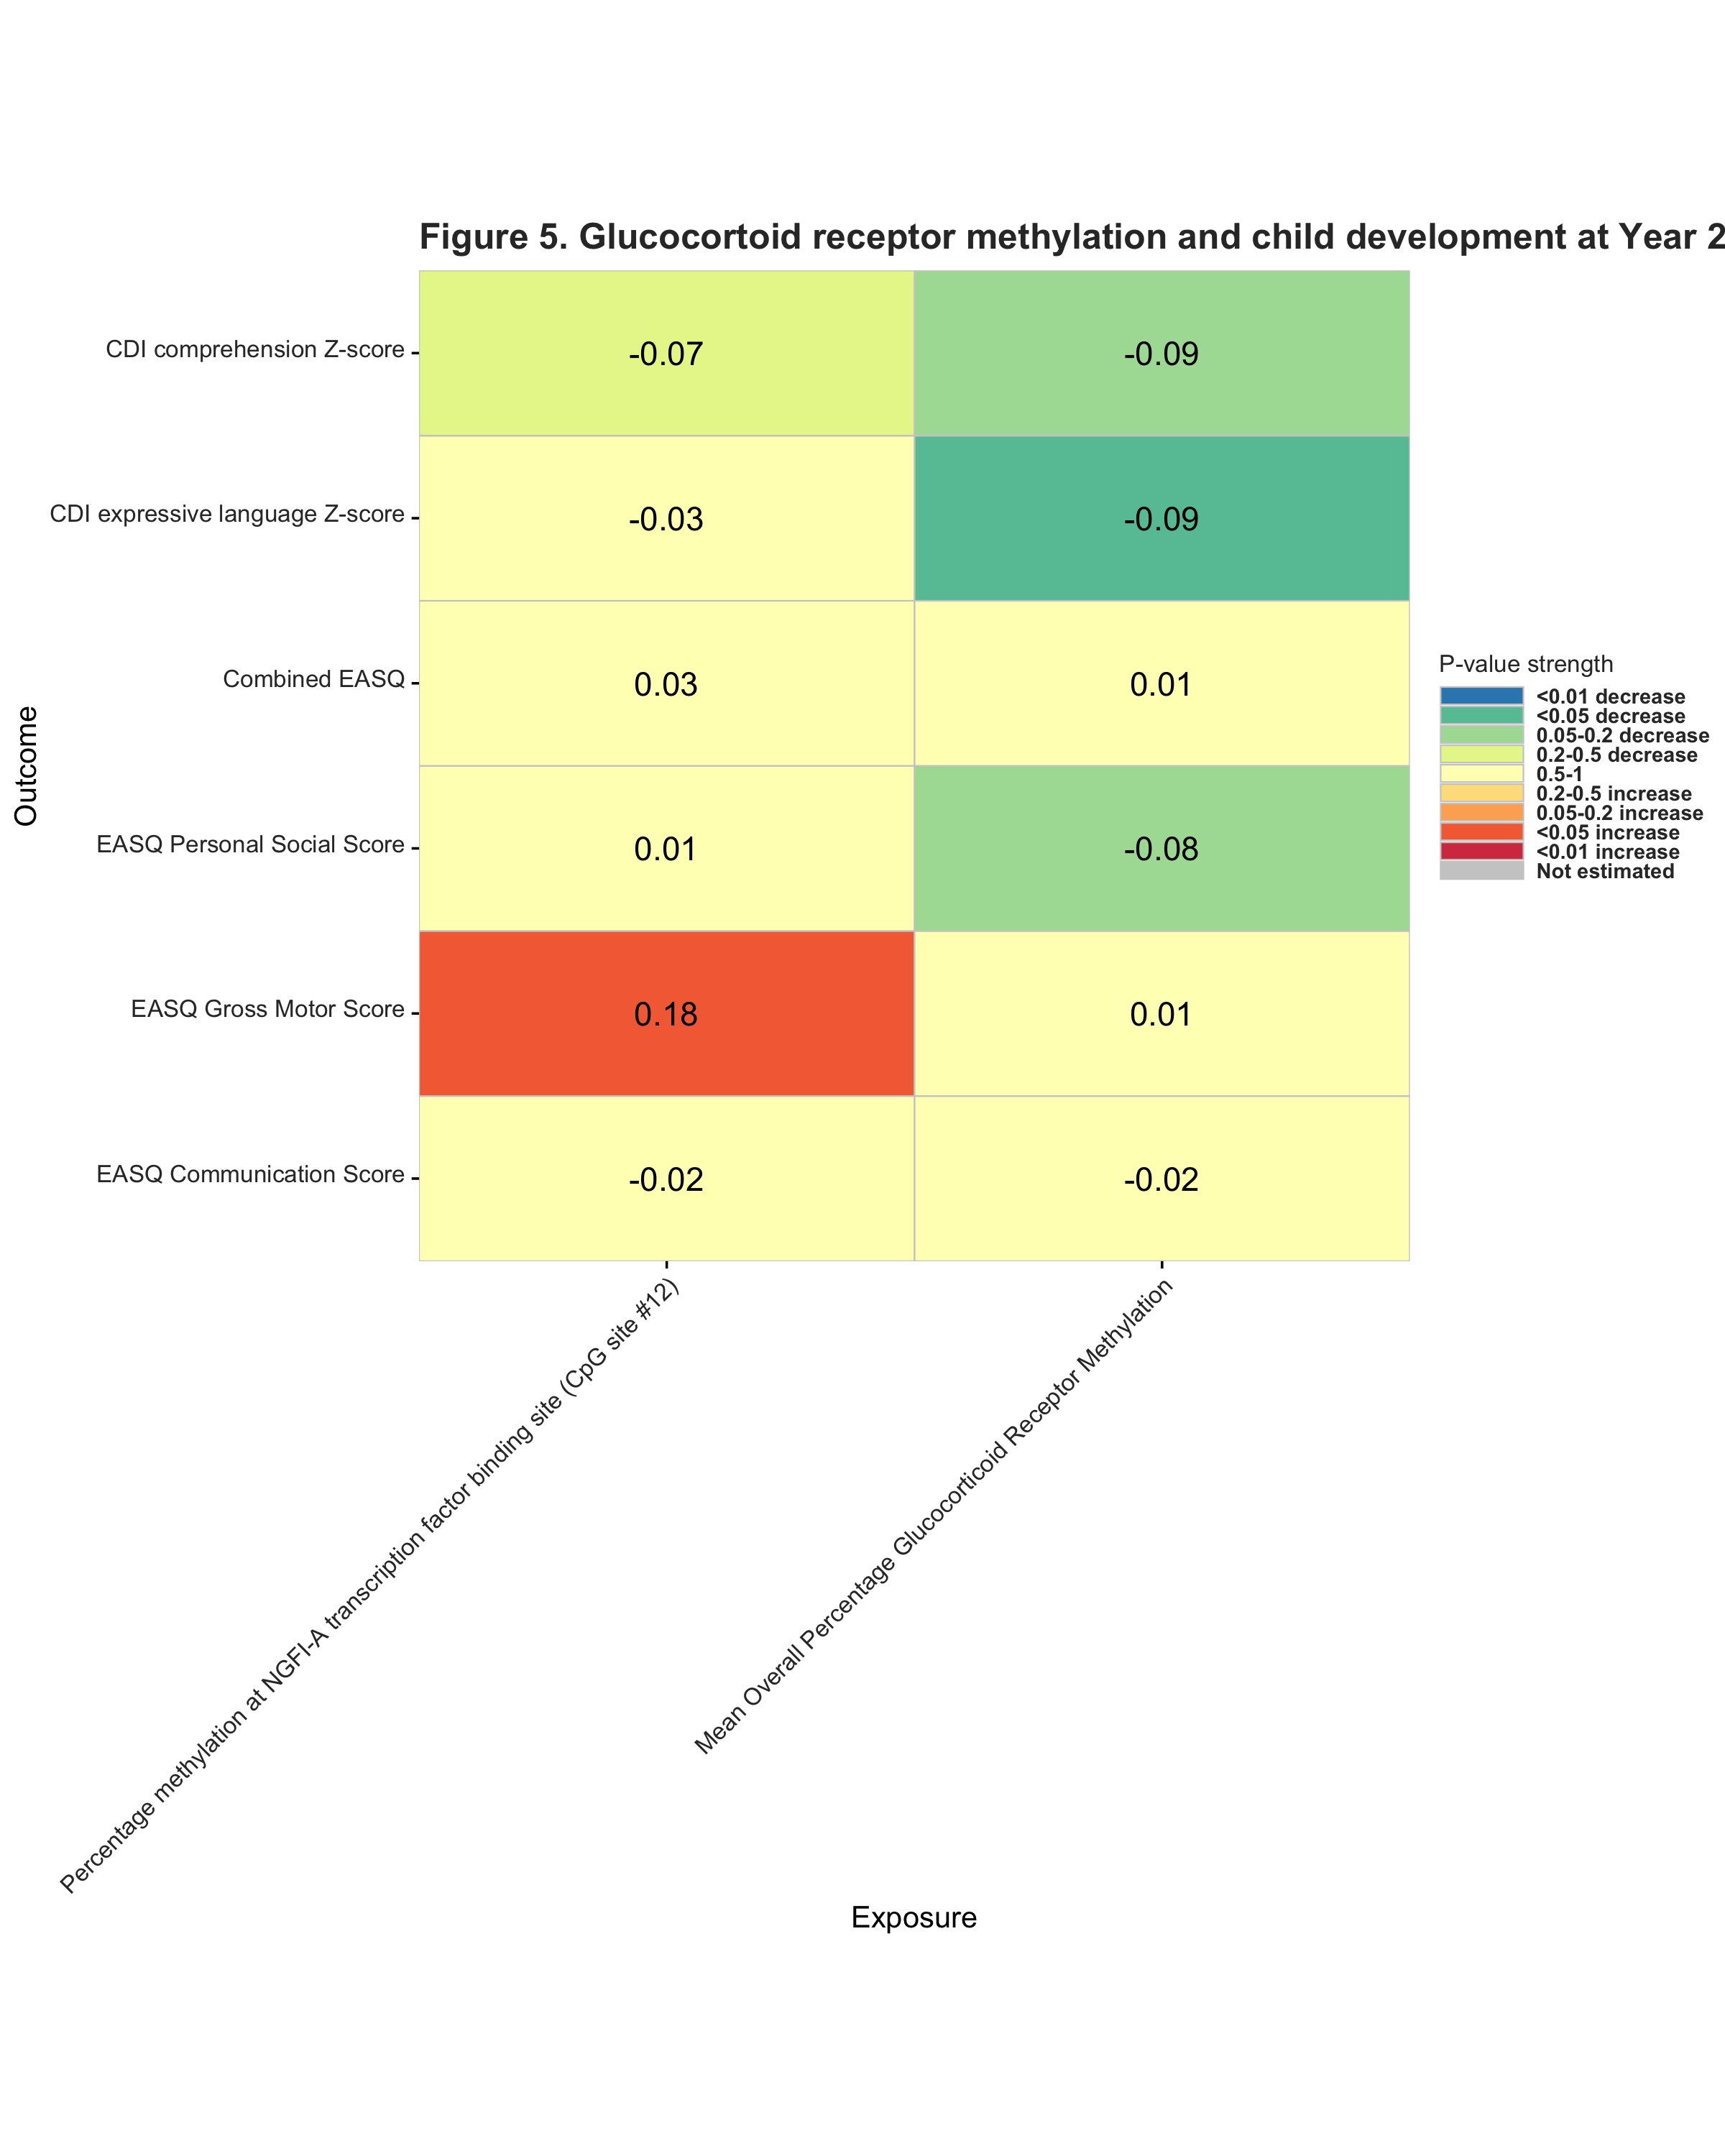 Figure 5. Glucocortoid receptor methylation and child development at Year 2
CDI comprehension Z-score
-0.07
-0.09
CDI expressive language Z-score
-0.03
-0.09
Combined EASQ
0.03
0.01
EASQ Personal Social Score
0.01
-0.08
EASQ Gross Motor Score
0.18
0.01
EASQ Communication Score
-0.02
-0.02
Outcome
P-value strength
<0.01 decrease
<0.05 decrease
0.05-0.2 decrease
0.2-0.5 decrease
0.5-1
0.2-0.5 increase
0.05-0.2 increase
<0.05 increase
<0.01 increase
Not estimated
Percentage methylation at NGFI-A transcription factor binding site (CpG site #12)
Mean Overall Percentage Glucocorticoid Receptor Methylation
Exposure